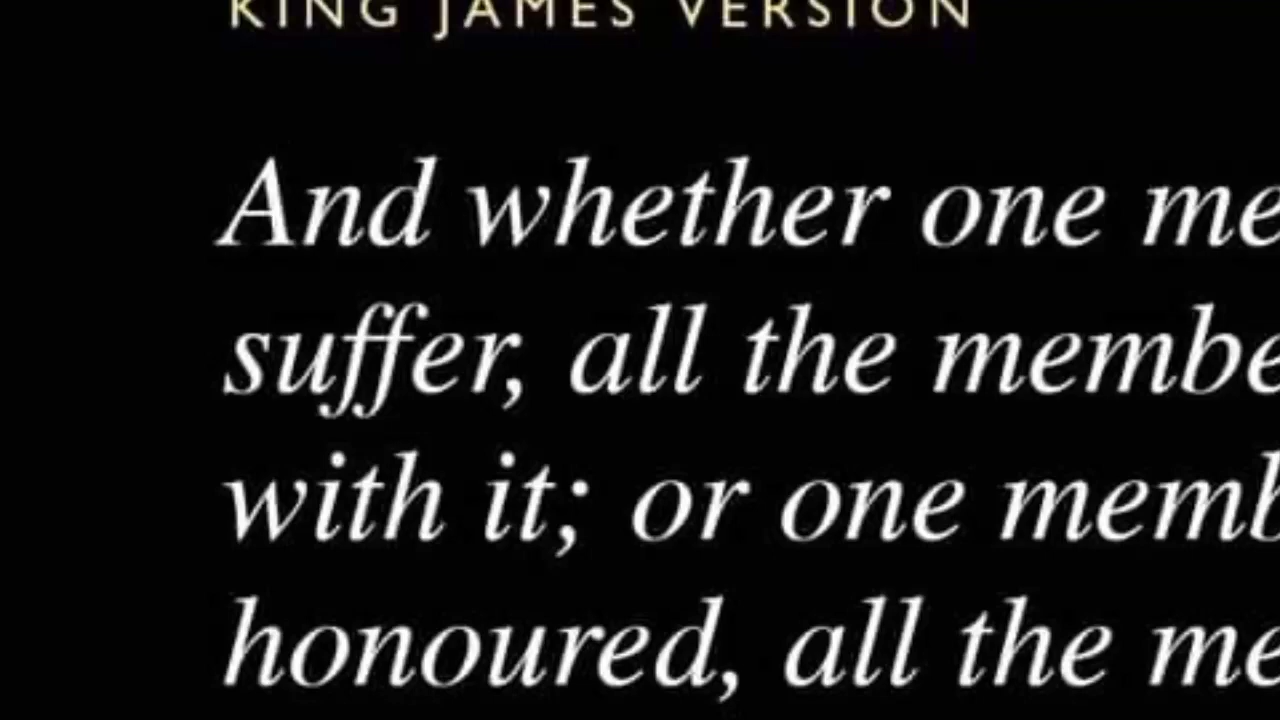 KING JAMES VERSION
And whether one me
suffer, all the membe
with it; or one memb
honoured, all the me